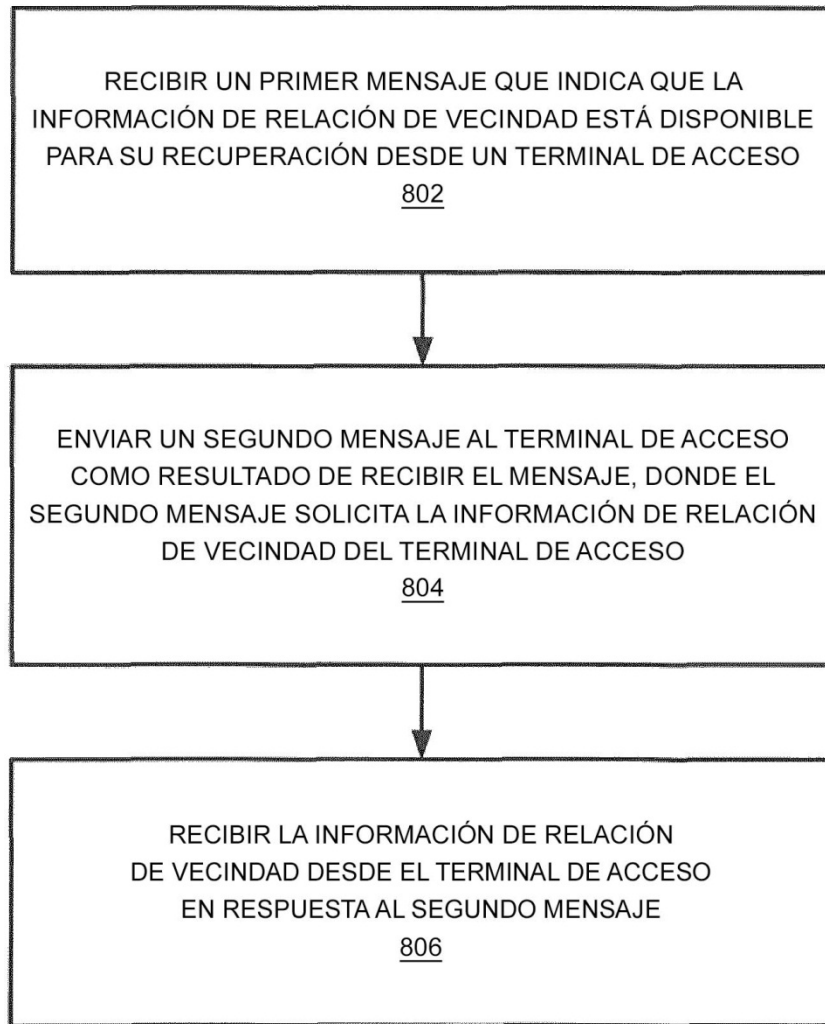 RECIBIR UN PRIMER MENSAJE QUE INDICA QUE LA
INFORMACIÓN DE RELACIÓN DE VECINDAD ESTÁ DISPONIBLE
PARA SU RECUPERACIÓN DESDE UN TERMINAL DE ACCESO
802
ENVIAR UN SEGUNDO MENSAJE AL TERMINAL DE ACCESO
COMO RESULTADO DE RECIBIR EL MENSAJE, DONDE EL
SEGUNDO MENSAJE SOLICITA LA INFORMACIÓN DE RELACIÓN
DE VECINDAD DEL TERMINAL DE ACCESO
804
RECIBIR LA INFORMACIÓN DE RELACIÓN
DE VECINDAD DESDE EL TERMINAL DE ACCESO
EN RESPUESTA AL SEGUNDO MENSAJE
806